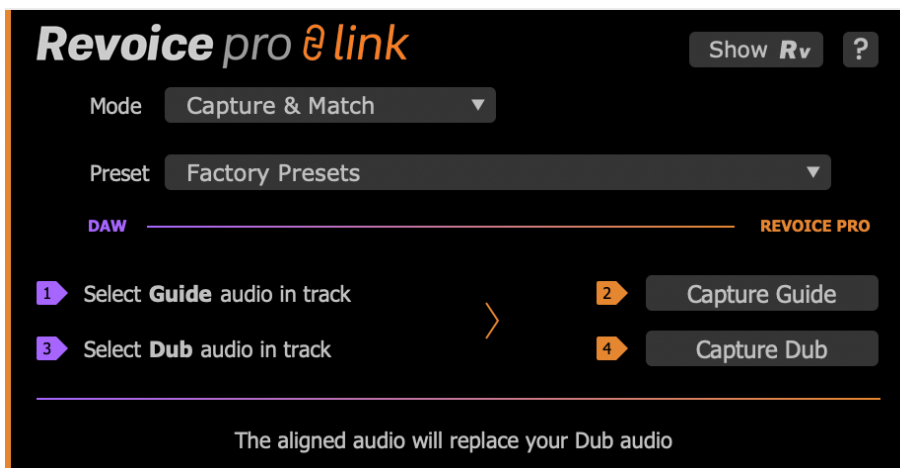 Revoice pro link
Show Rv ?
Mode Capture & Match
Preset Factory Presets
DAW REVOICE PRO
1 Select Guide audio in track 2 Capture Guide
3 Select Dub audio in track 4 Capture Dub
The aligned audio will replace your Dub audio